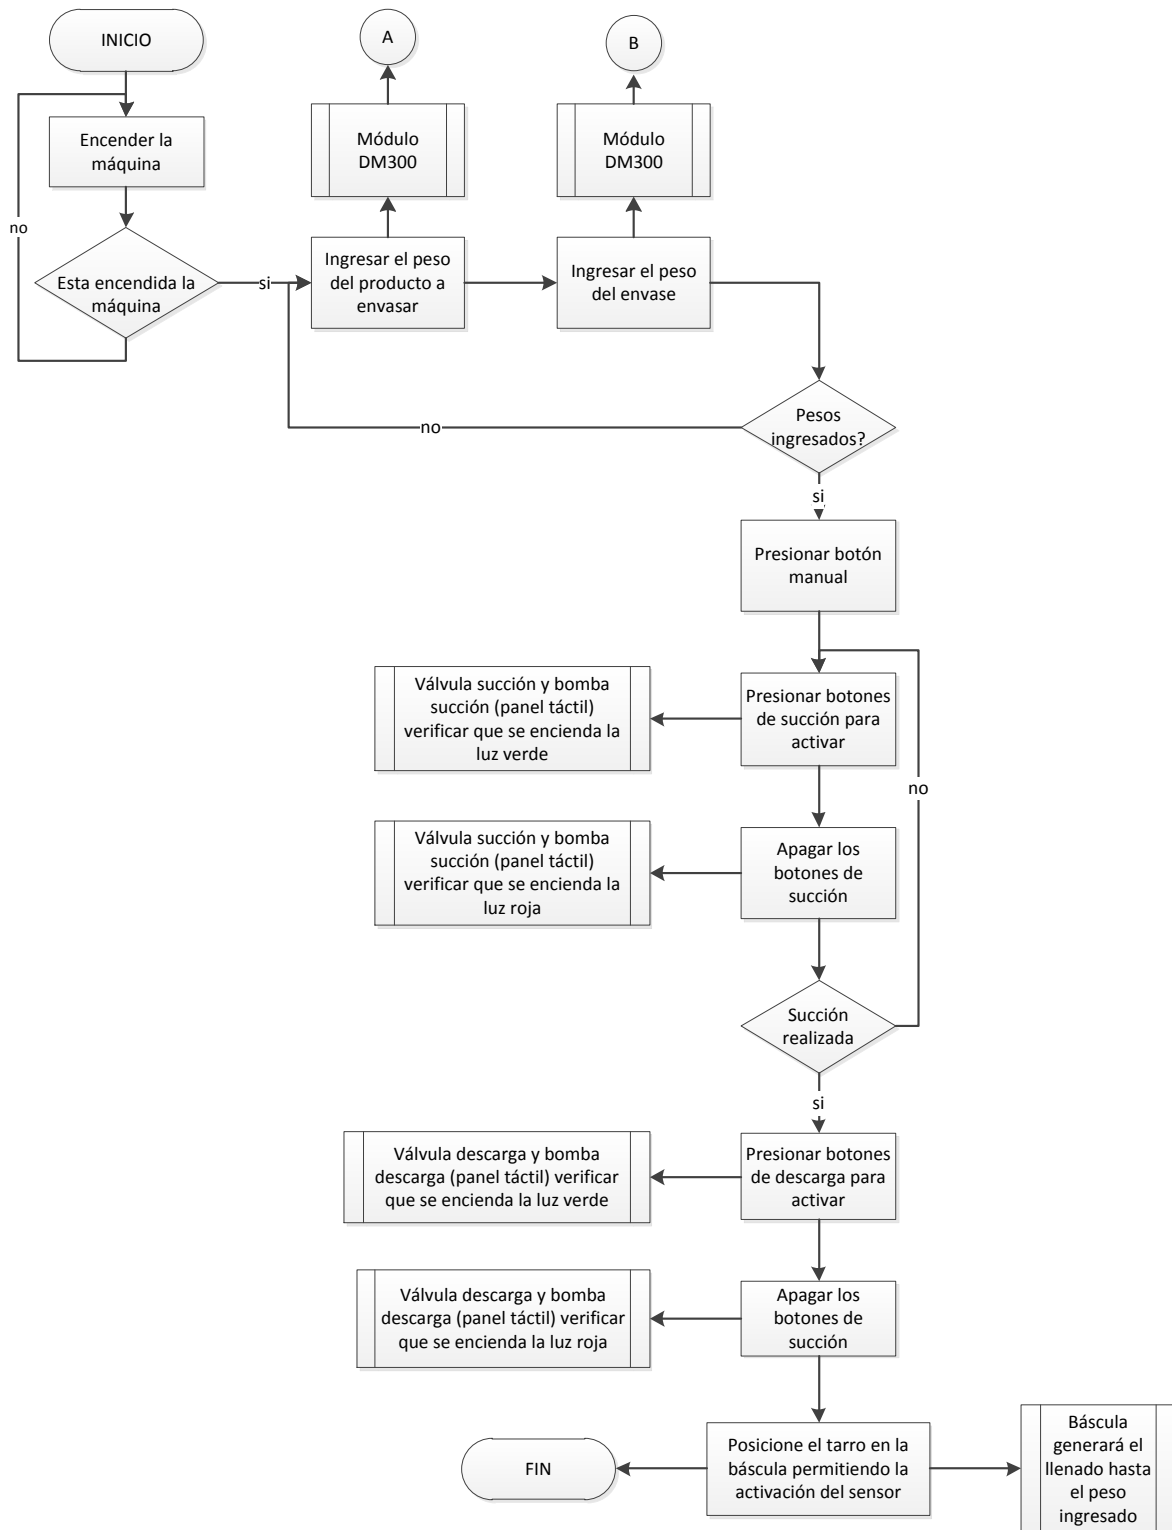 INICIO
A
B
Encender la
máquina
Módulo
DM300
Módulo
DM300
no
Esta encendida la
máquina
si
Ingresar el peso
del producto a
envasar
Ingresar el peso
del envase
Pesos
ingresados?
no
si
Presionar botón
manual
Válvula succión y bomba
succión (panel táctil)
verificar que se encienda la
luz verde
Presionar botones
de succión para
activar
no
Válvula succión y bomba
succión (panel táctil)
verificar que se encienda la
luz roja
Apagar los
botones de
succión
Succión
realizada
si
Válvula descarga y bomba
descarga (panel táctil) verificar
que se encienda la luz verde
Presionar botones
de descarga para
activar
Válvula descarga y bomba
descarga (panel táctil) verificar
que se encienda la luz roja
Apagar los
botones de
succión
FIN
Posicione el tarro en la
báscula permitiendo la
activación del sensor
Báscula
generará el
llenado hasta
el peso
ingresado